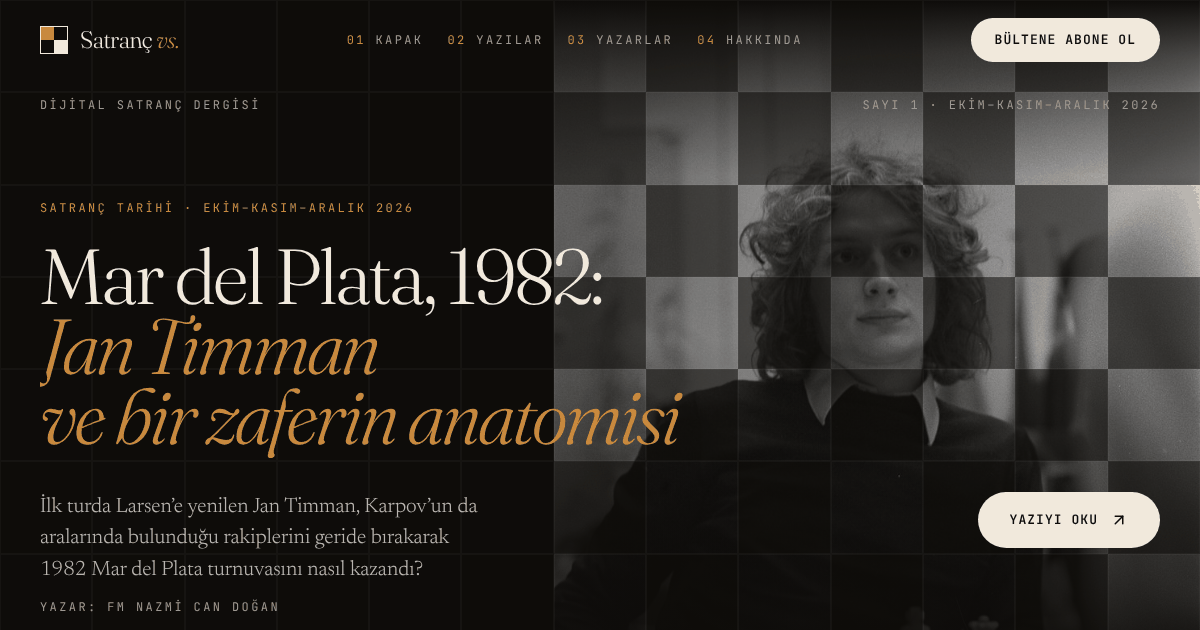 Satranç vs.
01 KAPAK 02 YAZILAR 03 YAZARLAR 04 HAKKINDA
BÜLTENE ABONE OL
DİJİTAL SATRANÇ DERGİSİ
SAYI 1 · EKİM–KASIM–ARALIK 2026
SATRANÇ TARİHİ · EKİM–KASIM–ARALIK 2026
Mar del Plata, 1982:
Jan Timman
ve bir zaferin anatomisi
İlk turda Larsen’e yenilen Jan Timman, Karpov’un da
aralarında bulunduğu rakiplerini geride bırakarak
1982 Mar del Plata turnuvasını nasıl kazandı?
YAZIYI OKU
YAZAR: FM NAZMİ CAN DOĞAN